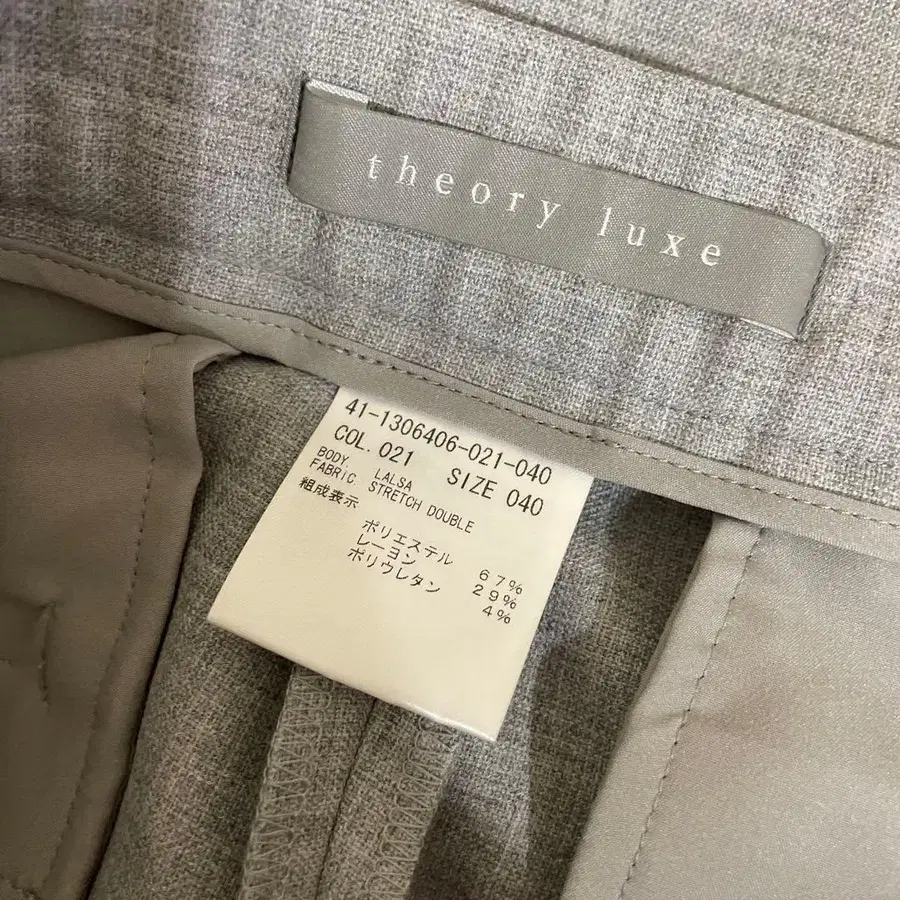 theory luxe
41-1306406-021-040
COL. 021 SIZE 040
BODY. LALSA
FABRIC. STRETCH DOUBLE
組成表示
ポリエステル 67%
レーヨン 29%
ポリウレタン 4%